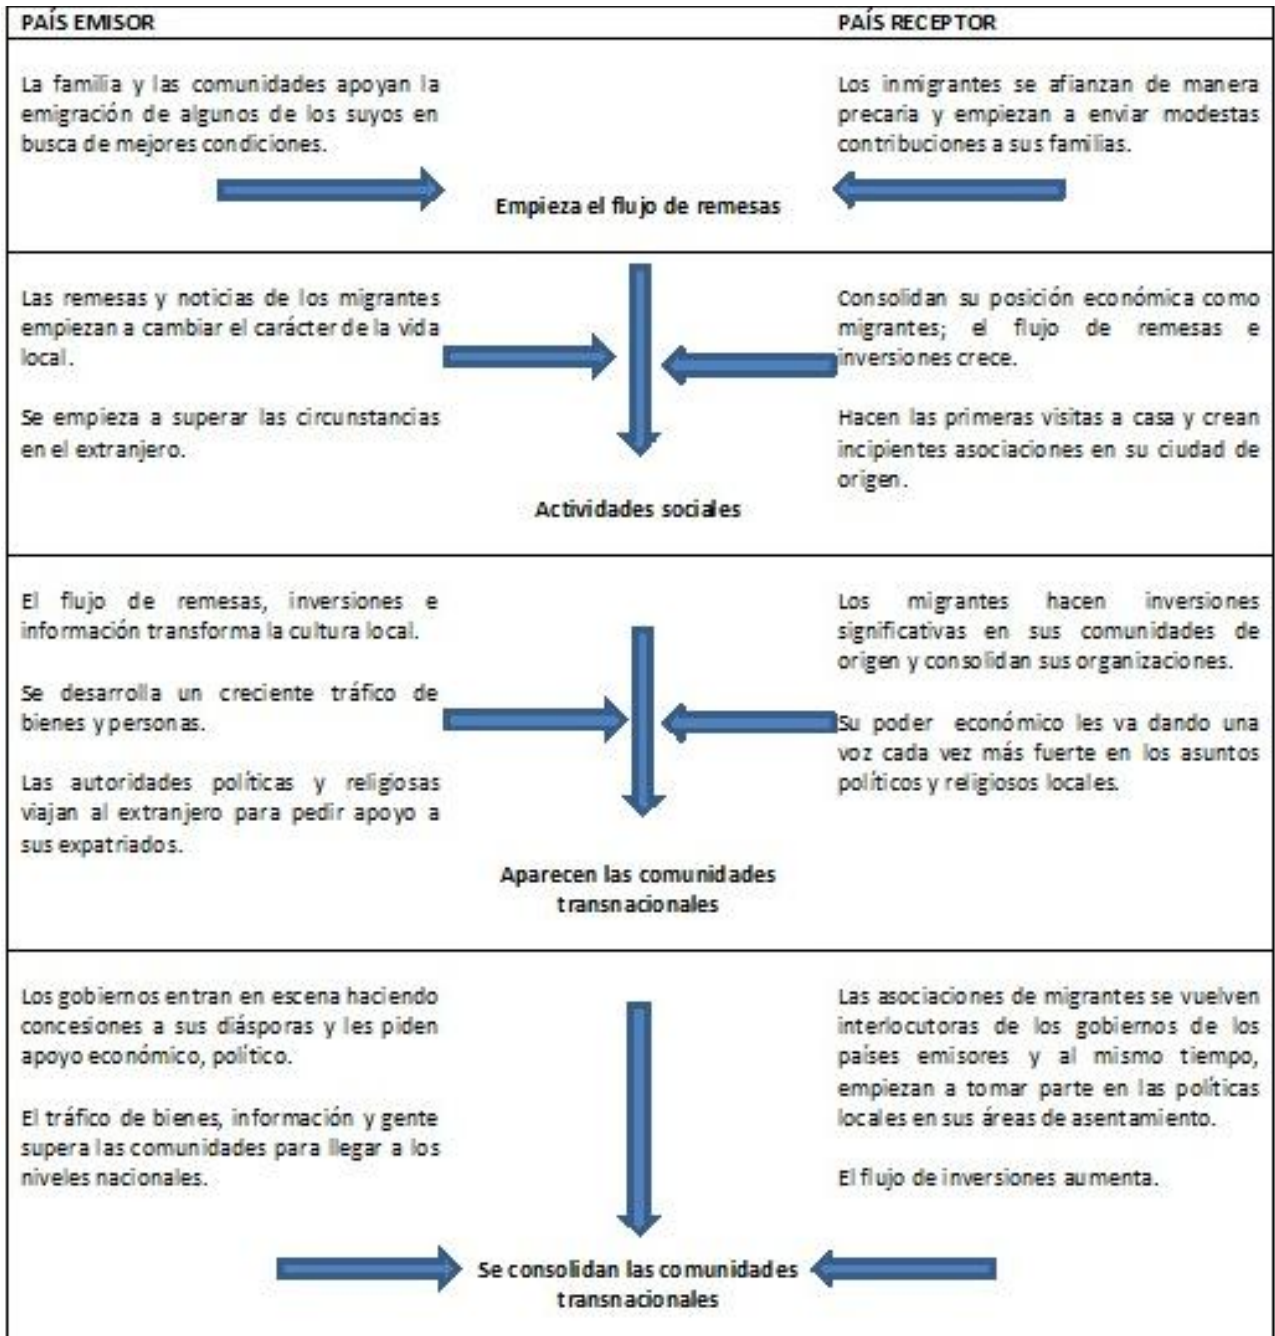 PAÍS EMISOR
PAÍS RECEPTOR
La familia y las comunidades apoyan la
emigración de algunos de los suyos en
busca de mejores condiciones.
Los inmigrantes se afianzan de manera
precaria y empiezan a enviar modestas
contribuciones a sus familias.
Empieza el flujo de remesas
Las remesas y noticias de los migrantes
empiezan a cambiar el carácter de la vida
local.
Se empieza a superar las circunstancias
en el extranjero.
Consolidan su posición económica como
migrantes; el flujo de remesas e
inversiones crece.
Hacen las primeras visitas a casa y crean
incipientes asociaciones en su ciudad de
origen.
Actividades sociales
El flujo de remesas, inversiones e
información transforma la cultura local.
Se desarrolla un creciente tráfico de
bienes y personas.
Las autoridades políticas y religiosas
viajan al extranjero para pedir apoyo a
sus expatriados.
Los migrantes hacen inversiones
significativas en sus comunidades de
origen y consolidan sus organizaciones.
Su poder económico les va dando una
voz cada vez más fuerte en los asuntos
políticos y religiosos locales.
Aparecen las comunidades
transnacionales
Los gobiernos entran en escena haciendo
concesiones a sus diásporas y les piden
apoyo económico, político.
El tráfico de bienes, información y gente
supera las comunidades para llegar a los
niveles nacionales.
Las asociaciones de migrantes se vuelven
interlocutoras de los gobiernos de los
países emisores y al mismo tiempo,
empiezan a tomar parte en las políticas
locales en sus áreas de asentamiento.
El flujo de inversiones aumenta.
Se consolidan las comunidades
transnacionales